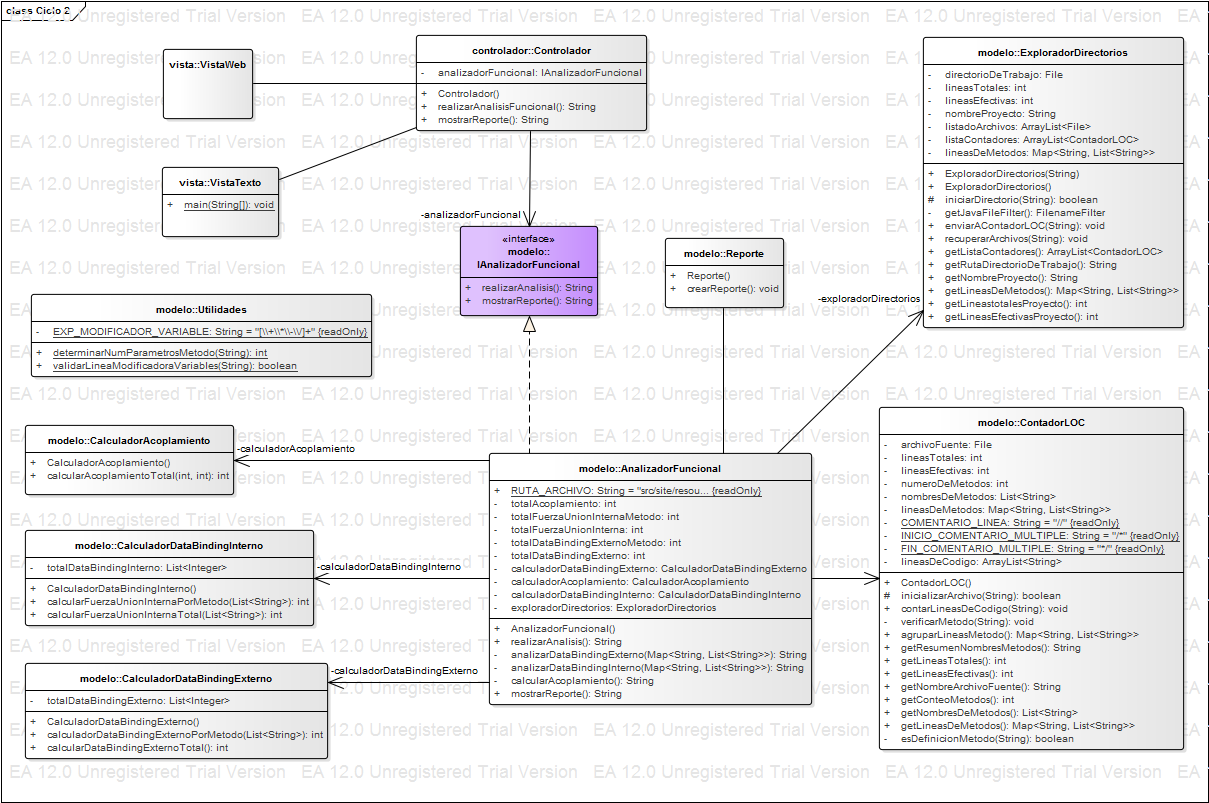 class Ciclo 2
EA 12.0 Unregistered Trial Version
vista::VistaWeb
controlador::Controlador
- analizadorFuncional: IAnalizadorFuncional
+ Controlador()
+ realizarAnalisisFuncional(): String
+ mostrarReporte(): String
modelo::ExploradorDirectorios
- directorioDeTrabajo: File
- lineasTotales: int
- lineasEfectivas: int
- nombreProyecto: String
- listadoArchivos: ArrayList<File>
- listaContadores: ArrayList<ContadorLOC>
- lineasDeMetodos: Map<String, List<String>>
+ ExploradorDirectorios(String)
+ ExploradorDirectorios()
# iniciarDirectorio(String): boolean
- getJavaFileFilter(): FilenameFilter
+ enviarAContadorLOC(String): void
+ recuperarArchivos(String): void
+ getListaContadores(): ArrayList<ContadorLOC>
+ getRutaDirectorioDeTrabajo(): String
+ getNombreProyecto(): String
+ getLineasDeMetodos(): Map<String, List<String>>
+ getLineastotalesProyecto(): int
+ getLineasEfectivasProyecto(): int
vista::VistaTexto
+ main(String[]): void
-analizadorFuncional
«interface»
modelo::
IAnalizadorFuncional
+ realizarAnalisis(): String
+ mostrarReporte(): String
modelo::Reporte
+ Reporte()
+ crearReporte(): void
-exploradorDirectorios
modelo::Utilidades
- EXP_MODIFICADOR_VARIABLE: String = "[\\+\\*\\-\\/]+" {readOnly}
+ determinarNumParametrosMetodo(String): int
+ validarLineaModificadoraVariables(String): boolean
modelo::CalculadorAcoplamiento
+ CalculadorAcoplamiento()
+ calcularAcoplamientoTotal(int, int): int
-calculadorAcoplamiento
modelo::AnalizadorFuncional
+ RUTA_ARCHIVO: String = "src/site/resou... {readOnly}
- totalAcoplamiento: int
- totalFuerzaUnionInternaMetodo: int
- totalFuerzaUnionInterna: int
- totalDataBindingExternoMetodo: int
- totalDataBindingExterno: int
- calculadorDataBindingExterno: CalculadorDataBindingExterno
- calculadorAcoplamiento: CalculadorAcoplamiento
- calculadorDataBindingInterno: CalculadorDataBindingInterno
- exploradorDirectorios: ExploradorDirectorios
+ AnalizadorFuncional()
+ realizarAnalisis(): String
- analizarDataBindingExterno(Map<String, List<String>>): String
- analizarDataBindingInterno(Map<String, List<String>>): String
- calcularAcoplamiento(): String
+ mostrarReporte(): String
modelo::ContadorLOC
- archivoFuente: File
- lineasTotales: int
- lineasEfectivas: int
- numeroDeMetodos: int
- nombresDeMetodos: List<String>
- lineasDeMetodos: Map<String, List<String>>
- COMENTARIO_LINEA: String = "//" {readOnly}
- INICIO_COMENTARIO_MULTIPLE: String = "/*" {readOnly}
- FIN_COMENTARIO_MULTIPLE: String = "*/" {readOnly}
- lineasDeCodigo: ArrayList<String>
+ ContadorLOC()
# inicializarArchivo(String): boolean
+ contarLineasDeCodigo(String): void
- verificarMetodo(String): void
+ agruparLineasMetodo(): Map<String, List<String>>
+ getResumenNombresMetodos(): String
+ getLineasTotales(): int
+ getLineasEfectivas(): int
+ getNombreArchivoFuente(): String
+ getConteoMetodos(): int
+ getNombresDeMetodos(): List<String>
+ getLineasDeMetodos(): Map<String, List<String>>
- esDefinicionMetodo(String): boolean
modelo::CalculadorDataBindingInterno
- totalDataBindingInterno: List<Integer>
+ CalculadorDataBindingInterno()
+ calcularFuerzaUnionInternaPorMetodo(List<String>): int
+ calcularFuerzaUnionInternaTotal(List<String>): int
-calculadorDataBindingInterno
modelo::CalculadorDataBindingExterno
- totalDataBindingExterno: List<Integer>
+ CalculadorDataBindingExterno()
+ calculadorDataBindingExternoPorMetodo(List<String>): int
+ calcularDataBindingExternoTotal(): int
-calculadorDataBindingExterno